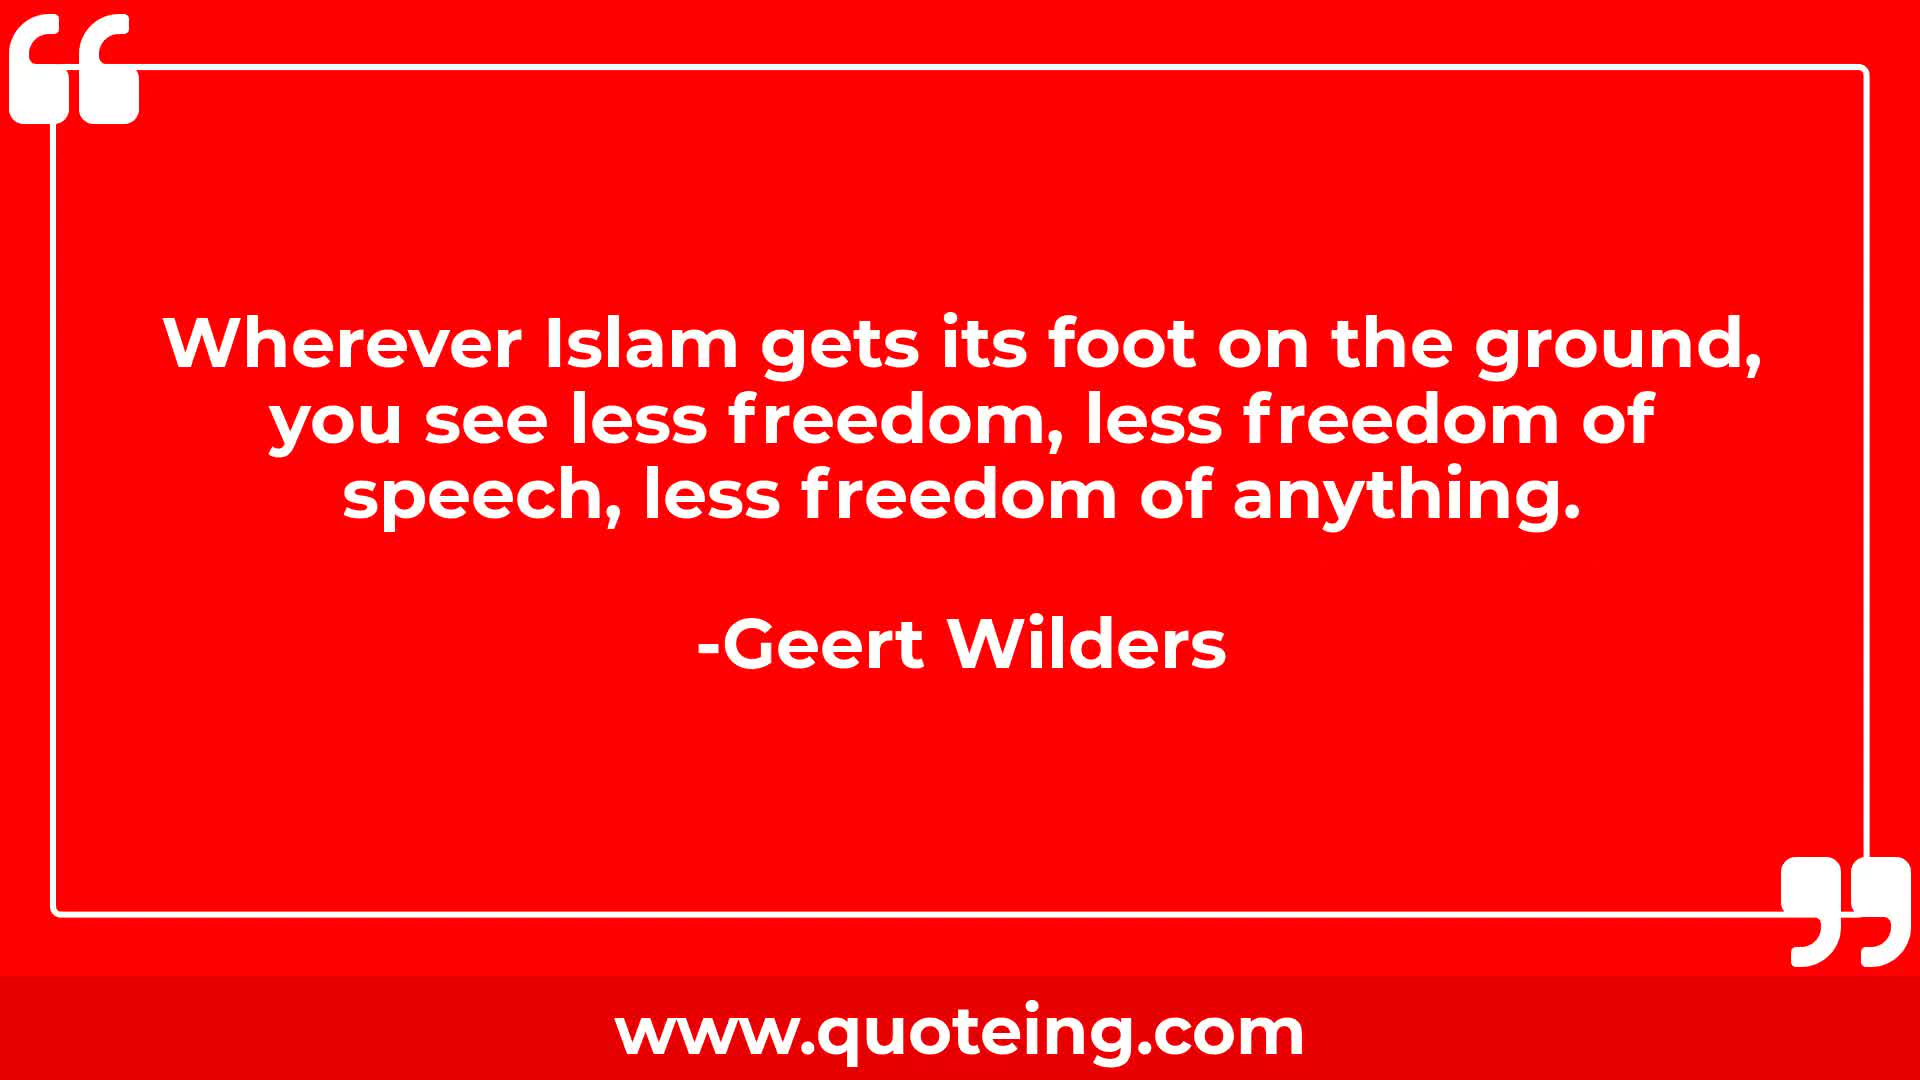 Wherever Islam gets its foot on the ground,
you see less freedom, less freedom of
speech, less freedom of anything.
-Geert Wilders
www.quoteing.com